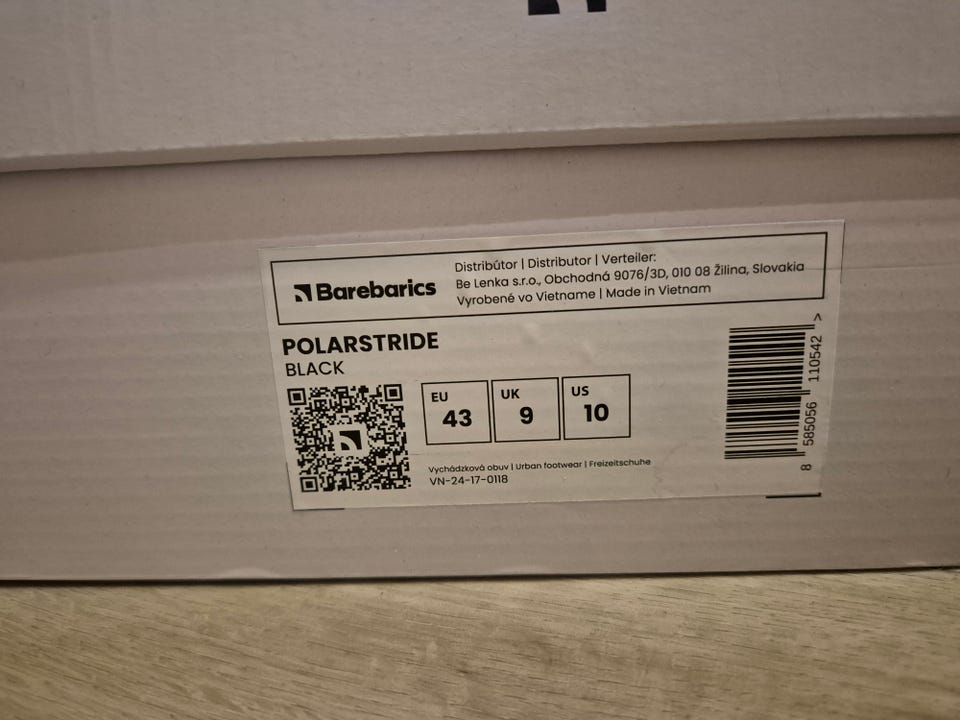 Barebarics
Distribútor | Distributor | Verteiler:
Be Lenka s.r.o., Obchodná 9076/3D, 010 08 Žilina, Slovakia
Vyrobené vo Vietname | Made in Vietnam
POLARSTRIDE
BLACK
EU
43
UK
9
US
10
Vychádzková obuv | Urban footwear | Freizeitschuhe
VN-24-17-0118
8 585056 110542 >